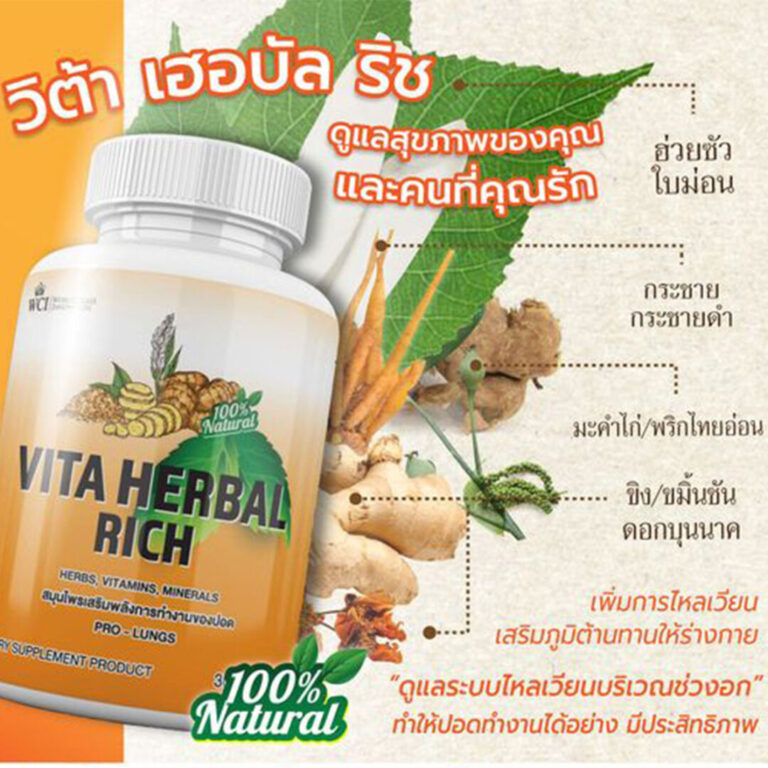 วิต้า เฮอบัล ริช
ดูแลสุขภาพของคุณ
และคนที่คุณรัก
ฮ่วยซัว
ใบม่อน
กระชาย
กระชายดำ
มะคำไก่/พริกไทยอ่อน
ขิง/ขมิ้นชัน
ดอกบุนนาค
WCI
100%
Natural
VITA HERBAL
RICH
HERBS, VITAMINS, MINERALS
สมุนไพรเสริมพลังการทำงานของปอด
PRO - LUNGS
RY SUPPLEMENT PRODUCT
3
100%
Natural
เพิ่มการไหลเวียน
เสริมภูมิต้านทานให้ร่างกาย
"ดูแลระบบไหลเวียนบริเวณช่วงอก"
ทำให้ปอดทำงานได้อย่าง มีประสิทธิภาพ